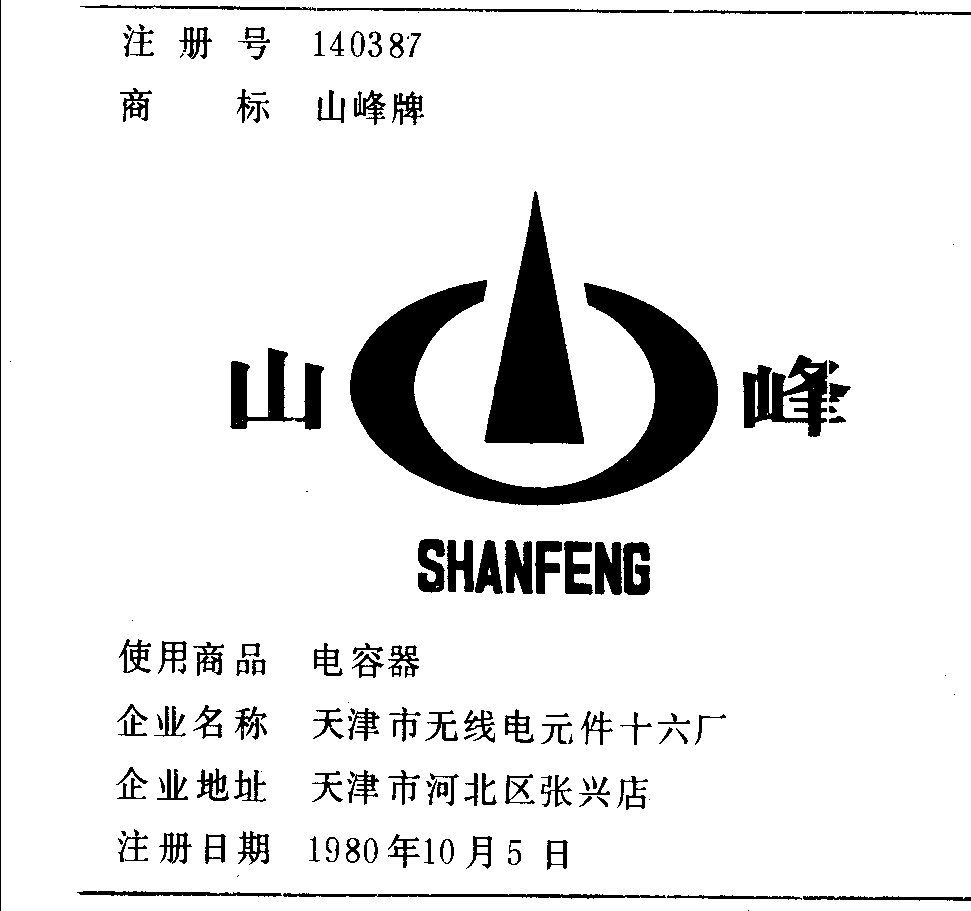 注册号 140387
商标 山峰牌
山 峰
SHANFENG
使用商品 电容器
企业名称 天津市无线电元件十六厂
企业地址 天津市河北区张兴店
注册日期 1980年10月5日